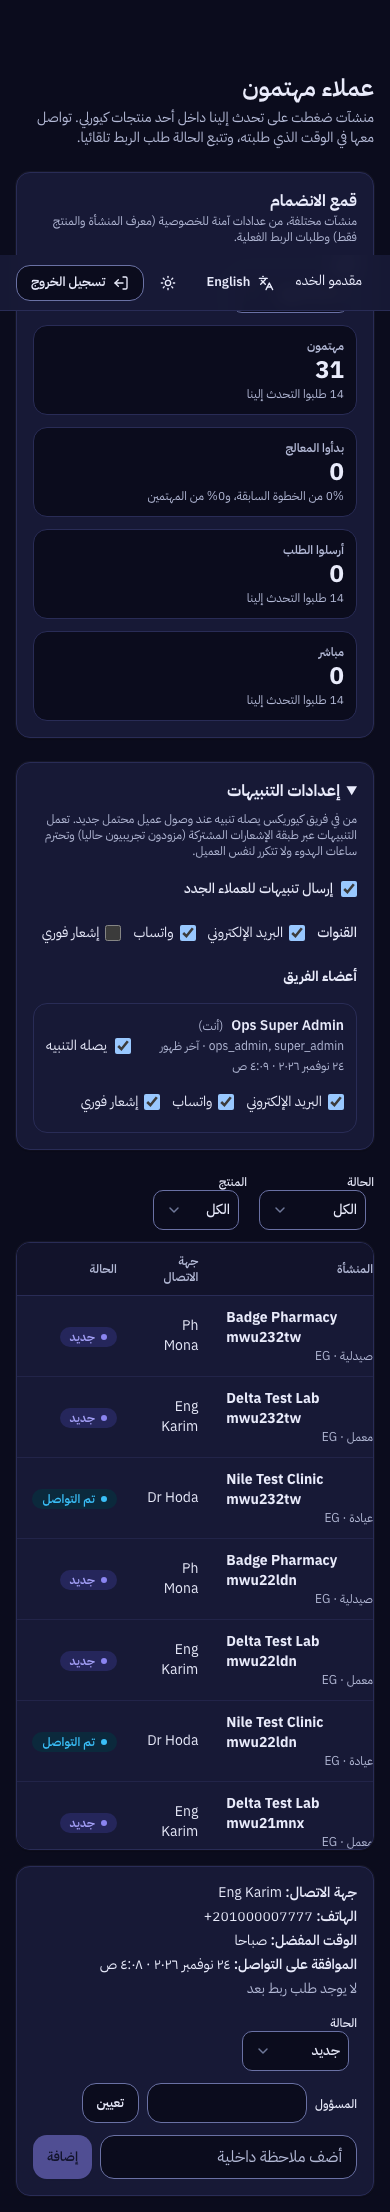 عملاء مهتمون
منشآت ضغطت على تحدث إلينا داخل أحد منتجات كيورلي. تواصل
معها في الوقت الذي طلبته، وتتبع الحالة طلب الربط تلقائيا.
قمع الانضمام
منشآت مختلفة، من عدادات آمنة للخصوصية (معرف المنشأة والمنتج
فقط) وطلبات الربط الفعلية.
مقدمو الخدمه
English
تسجيل الخروج
مهتمون
31
14 طلبوا التحدث إلينا
بدأوا المعالج
0
0% من الخطوة السابقة، و0% من المهتمين
أرسلوا الطلب
0
14 طلبوا التحدث إلينا
مباشر
0
14 طلبوا التحدث إلينا
إعدادات التنبيهات
من في فريق كيوريكس يصله تنبيه عند وصول عميل محتمل جديد. تعمل
التنبيهات عبر طبقة الإشعارات المشتركة (مزودون تجريبيون حاليا) وتحترم
ساعات الهدوء ولا تتكرر لنفس العميل.
إرسال تنبيهات للعملاء الجدد
القنوات البريد الإلكتروني واتساب إشعار فوري
أعضاء الفريق
Ops Super Admin (أنت)
ops_admin, super_admin · آخر ظهور
٢٤ نوفمبر ٢٠٢٦ · ٤:٠٩ ص
يصله التنبيه
البريد الإلكتروني واتساب إشعار فوري
الحالة المنتج
الكل الكل
المنشأة جهة الاتصال الحالة
Badge Pharmacy
mwu232tw
صيدلية · EG
Ph
Mona
جديد
Delta Test Lab
mwu232tw
معمل · EG
Eng
Karim
جديد
Nile Test Clinic
mwu232tw
عيادة · EG
Dr Hoda
تم التواصل
Badge Pharmacy
mwu22ldn
صيدلية · EG
Ph
Mona
جديد
Delta Test Lab
mwu22ldn
معمل · EG
Eng
Karim
جديد
Nile Test Clinic
mwu22ldn
عيادة · EG
Dr Hoda
تم التواصل
Delta Test Lab
mwu21mnx
معمل · EG
Eng
Karim
جديد
جهة الاتصال: Eng Karim
الهاتف: 201000007777+
الوقت المفضل: صباحا
الموافقة على التواصل: ٢٤ نوفمبر ٢٠٢٦ · ٤:٠٨ ص
لا يوجد طلب ربط بعد
الحالة
جديد
المسؤول
تعيين
أضف ملاحظة داخلية
إضافة